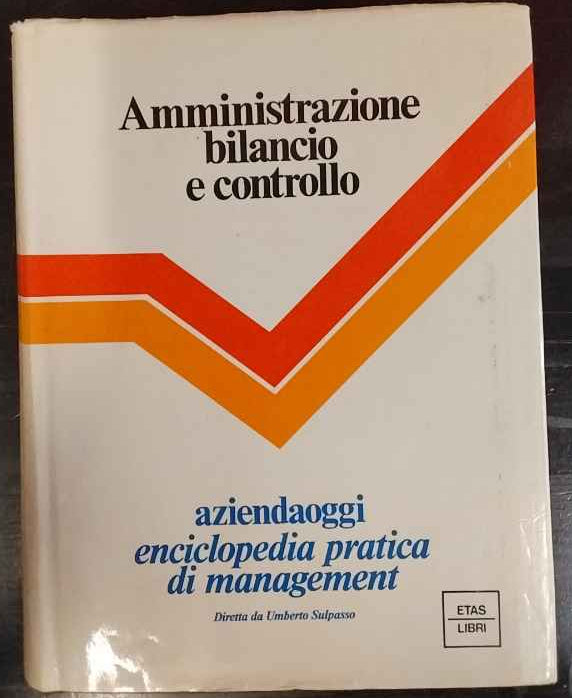 Amministrazione
bilancio
e controllo
aziendaoggi
enciclopedia pratica
di management
Diretta da Umberto Sulpasso
ETAS
LIBRI